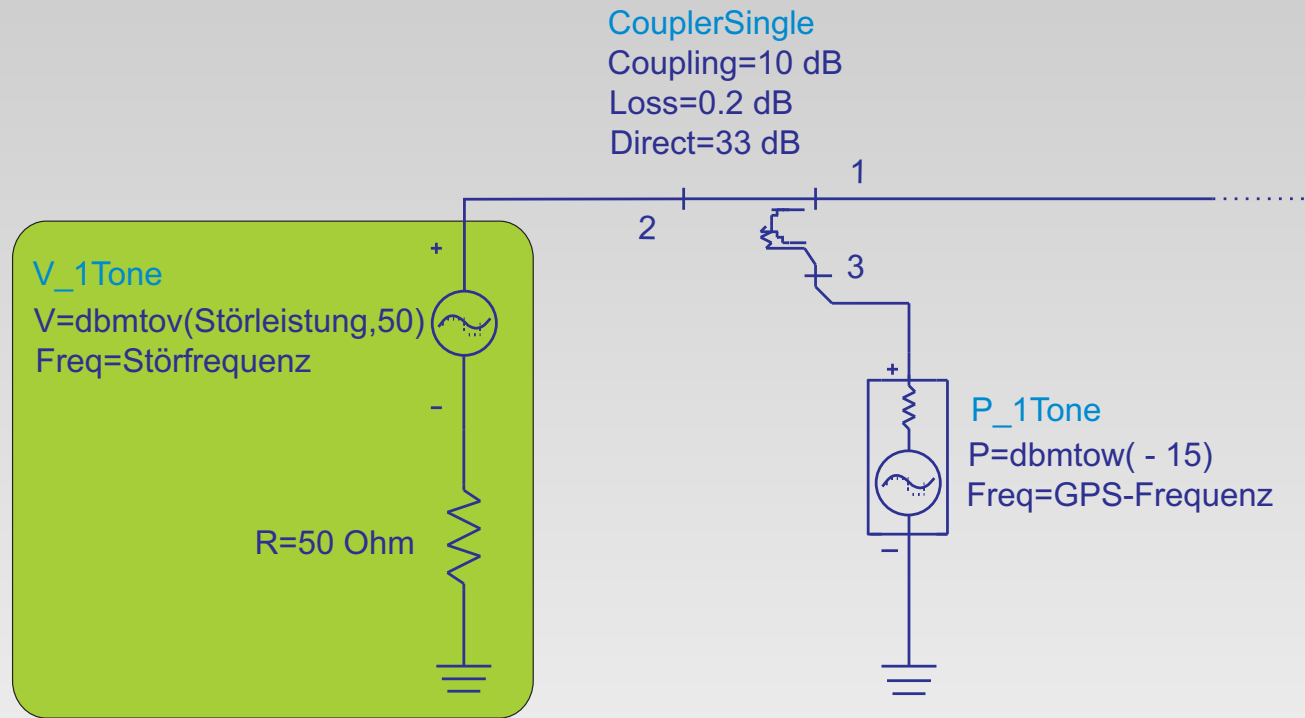 CouplerSingle
Coupling=10 dB
Loss=0.2 dB
Direct=33 dB
1
2
3
+
V_1Tone
V=dbmtov(Störleistung,50)
Freq=Störfrequenz
-
R=50 Ohm
+
P_1Tone
P=dbmtow( - 15)
Freq=GPS-Frequenz
-